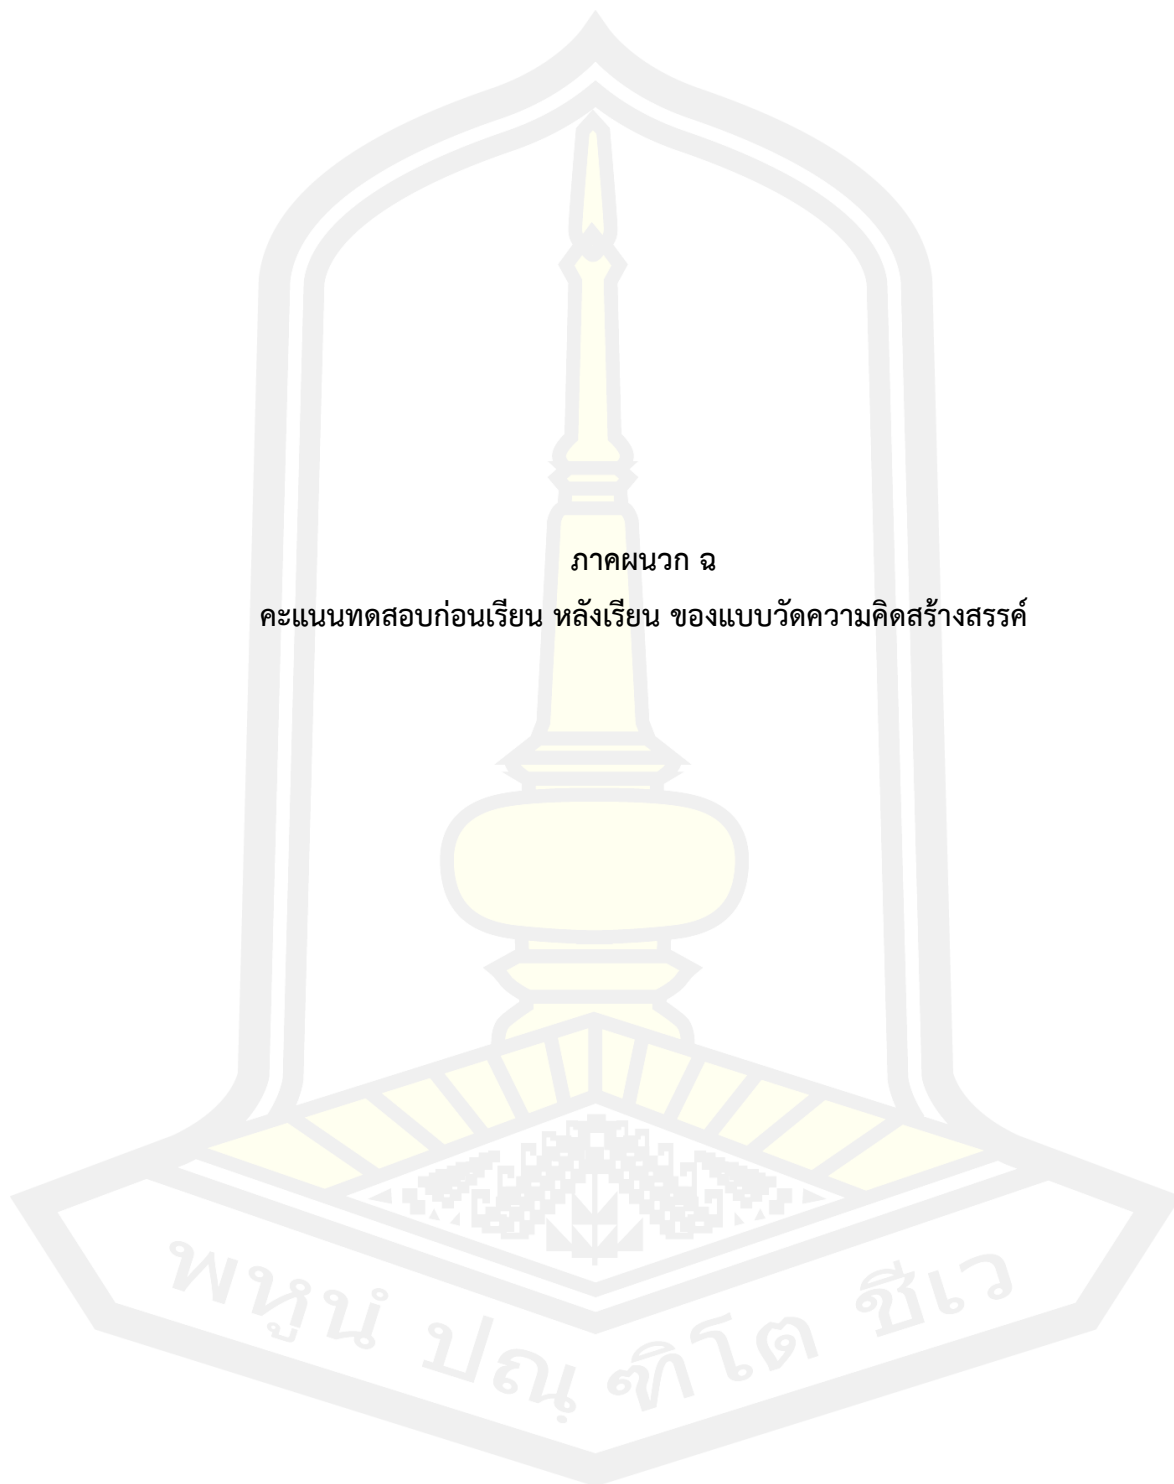 ภาคผนวก ฉ
คะแนนทดสอบก่อนเรียน หลังเรียน ของแบบวัดความคิดสร้างสรรค์
พหูนํ ปณฺฑิโต ชีเว